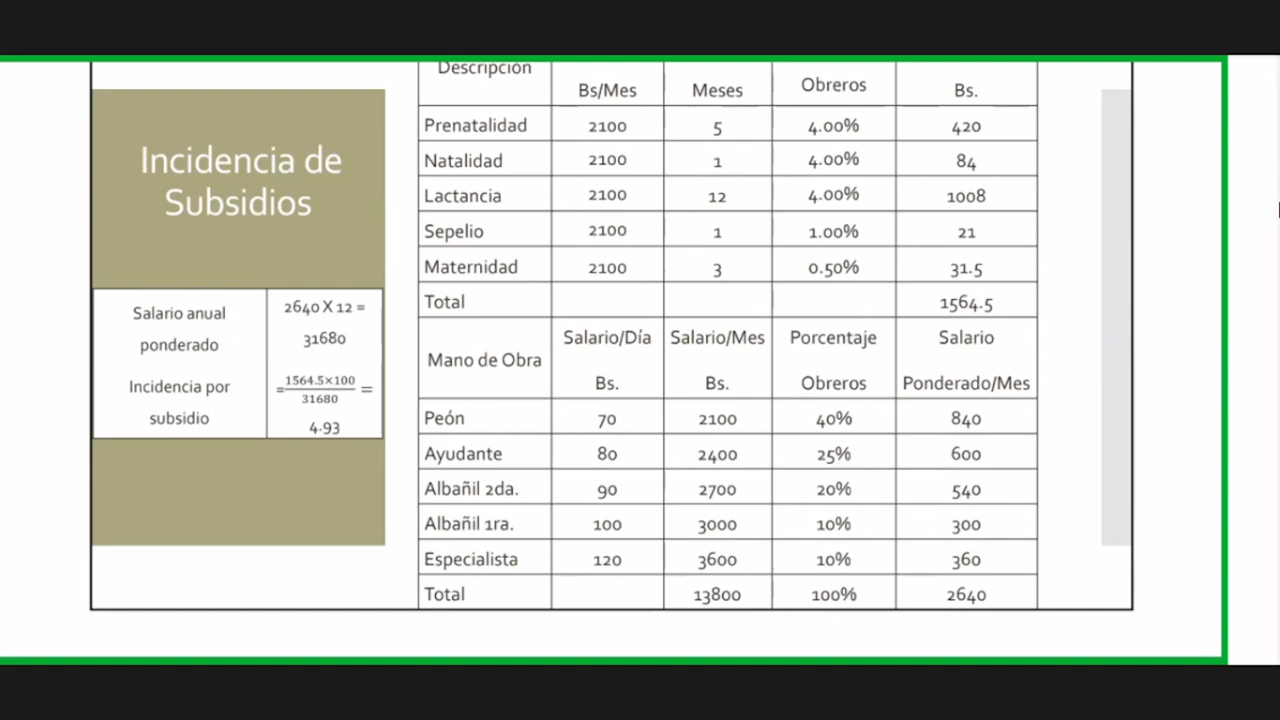 Incidencia de
Subsidios
Salario anual
ponderado
2640 X 12 =
31680
Incidencia por
subsidio
=1564.5×100/31680 =
4.93
Descripción Bs/Mes Meses Obreros Bs.
Prenatalidad 2100 5 4.00% 420
Natalidad 2100 1 4.00% 84
Lactancia 2100 12 4.00% 1008
Sepelio 2100 1 1.00% 21
Maternidad 2100 3 0.50% 31.5
Total 1564.5
Mano de Obra Salario/Día Salario/Mes Porcentaje Salario
Bs. Bs. Obreros Ponderado/Mes
Peón 70 2100 40% 840
Ayudante 80 2400 25% 600
Albañil 2da. 90 2700 20% 540
Albañil 1ra. 100 3000 10% 300
Especialista 120 3600 10% 360
Total 13800 100% 2640